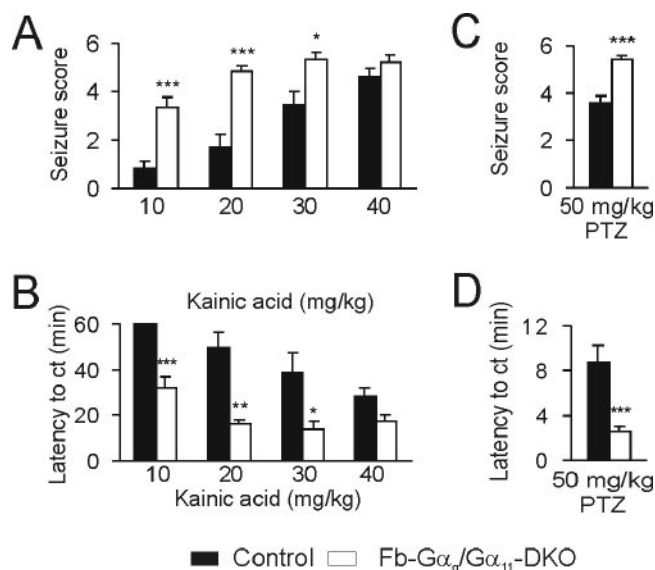 A
Seizure score
6
4
2
0
***
***
*
10 20 30 40
C
Seizure score
6
4
2
0
***
50 mg/kg
PTZ
B
Kainic acid (mg/kg)
Latency to ct (min)
60
40
20
0
***
**
*
10 20 30 40
Kainic acid (mg/kg)
D
Latency to ct (min)
12
8
4
0
***
50 mg/kg
PTZ
Control Fb-Gαq/Gα11-DKO